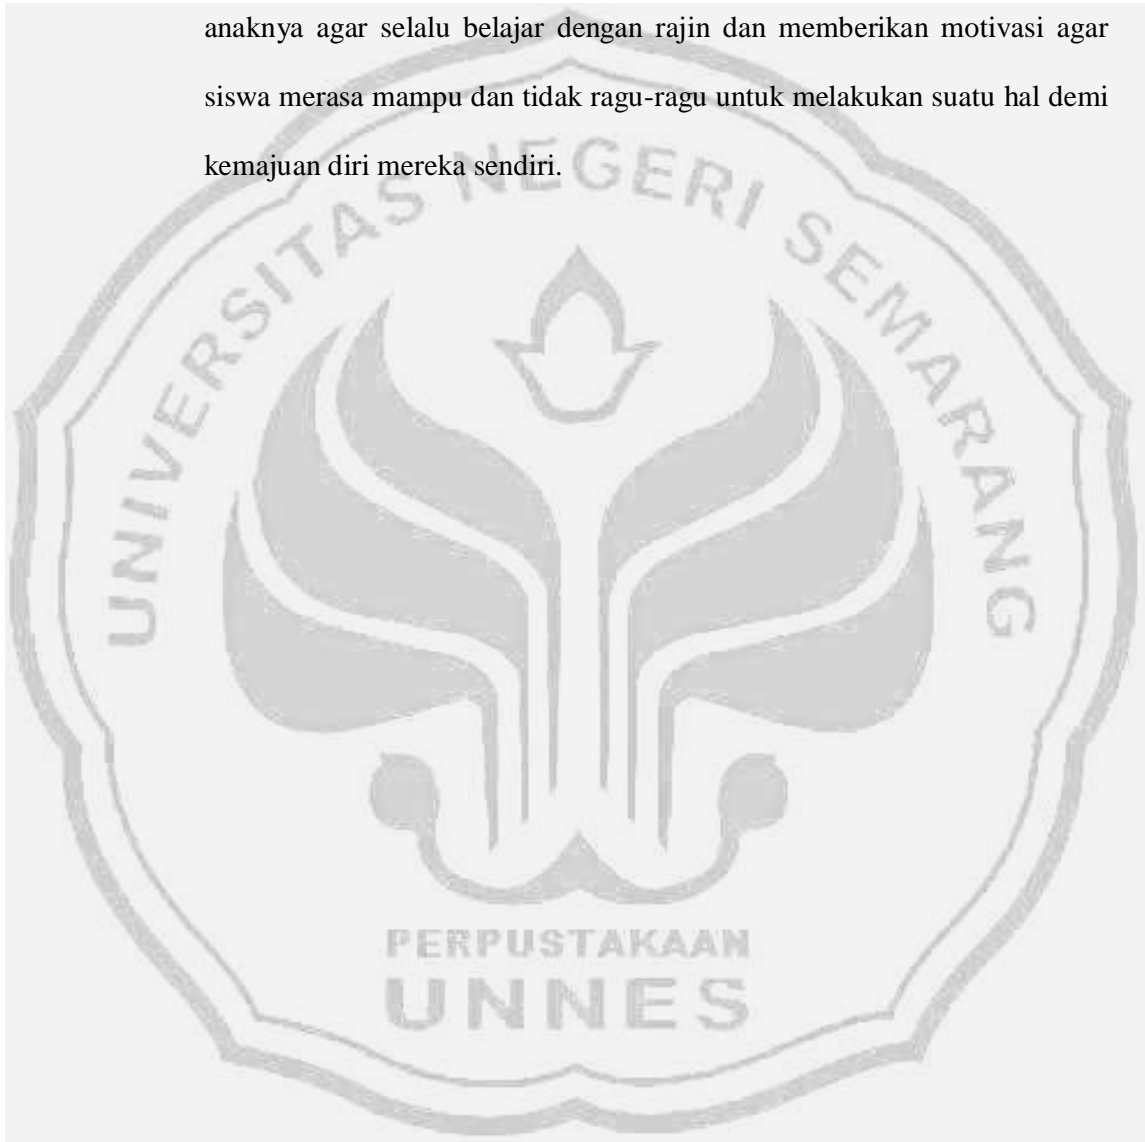 anaknya agar selalu belajar dengan rajin dan memberikan motivasi agar
siswa merasa mampu dan tidak ragu-ragu untuk melakukan suatu hal demi
kemajuan diri mereka sendiri.
UNIVERSITAS NEGERI SEMARANG
PERPUSTAKAAN
UNNES